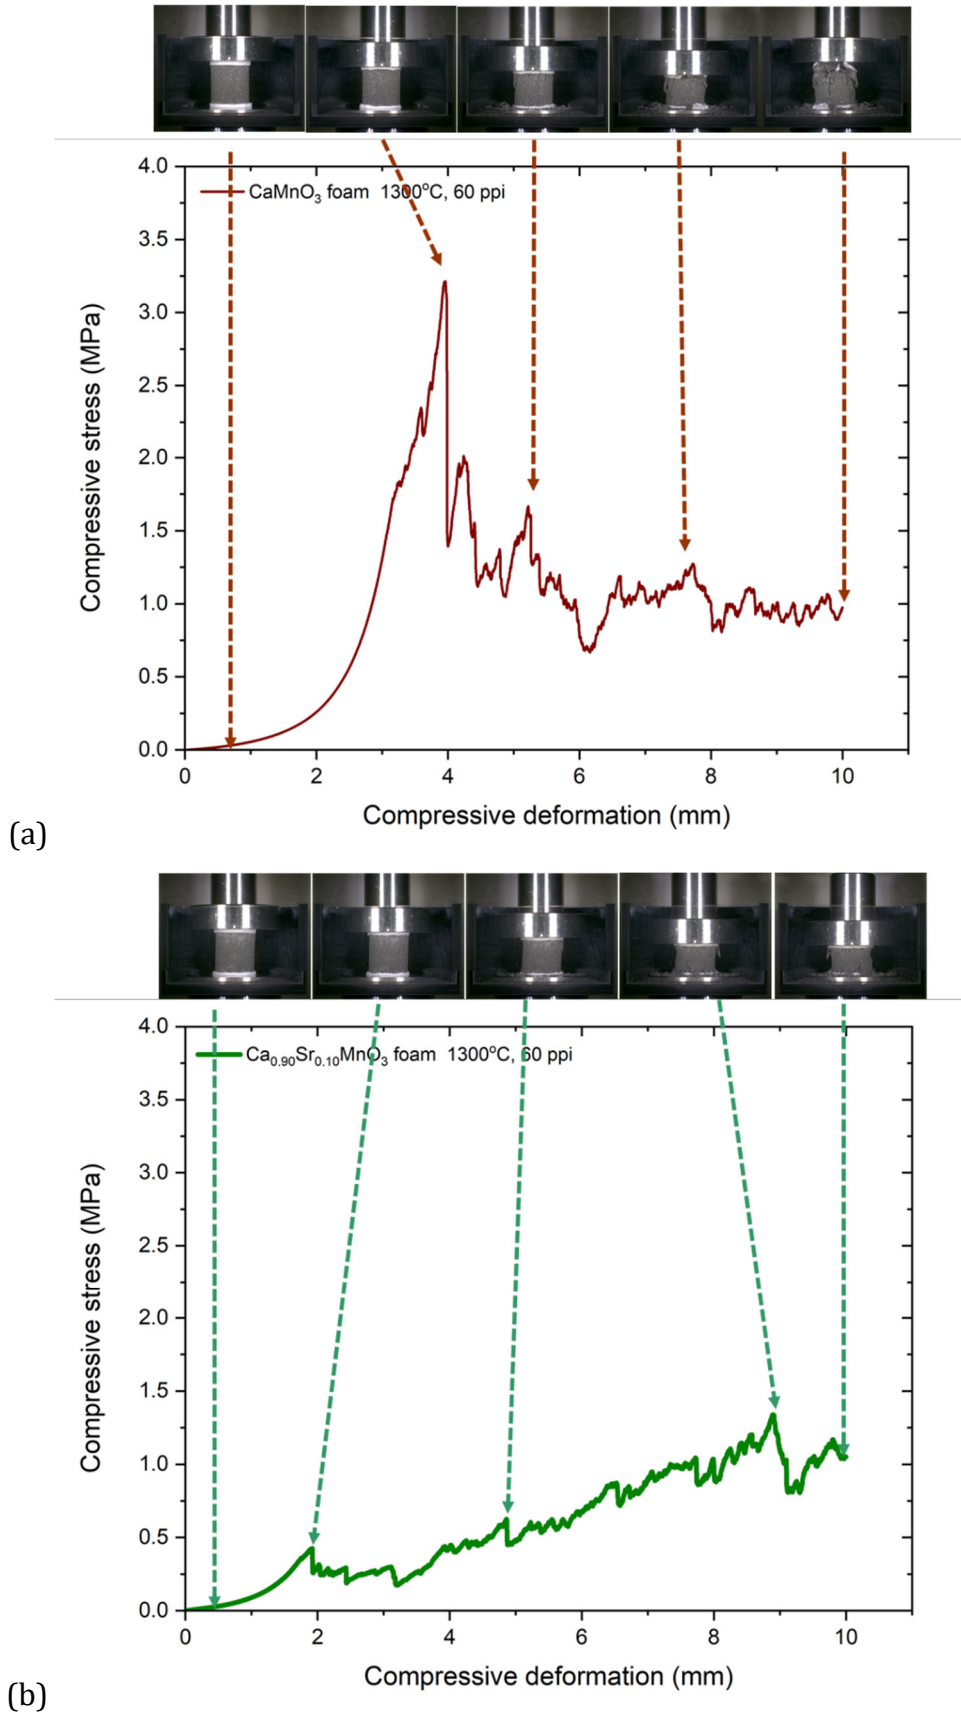 CaMnO₃ foam 1300°C, 60 ppi
4.0
3.5
3.0
2.5
2.0
1.5
1.0
0.5
0.0
Compressive stress (MPa)
0 2 4 6 8 10
Compressive deformation (mm)
(a)
Ca₀.₉₀Sr₀.₁₀MnO₃ foam 1300°C, 60 ppi
4.0
3.5
3.0
2.5
2.0
1.5
1.0
0.5
0.0
Compressive stress (MPa)
0 2 4 6 8 10
Compressive deformation (mm)
(b)